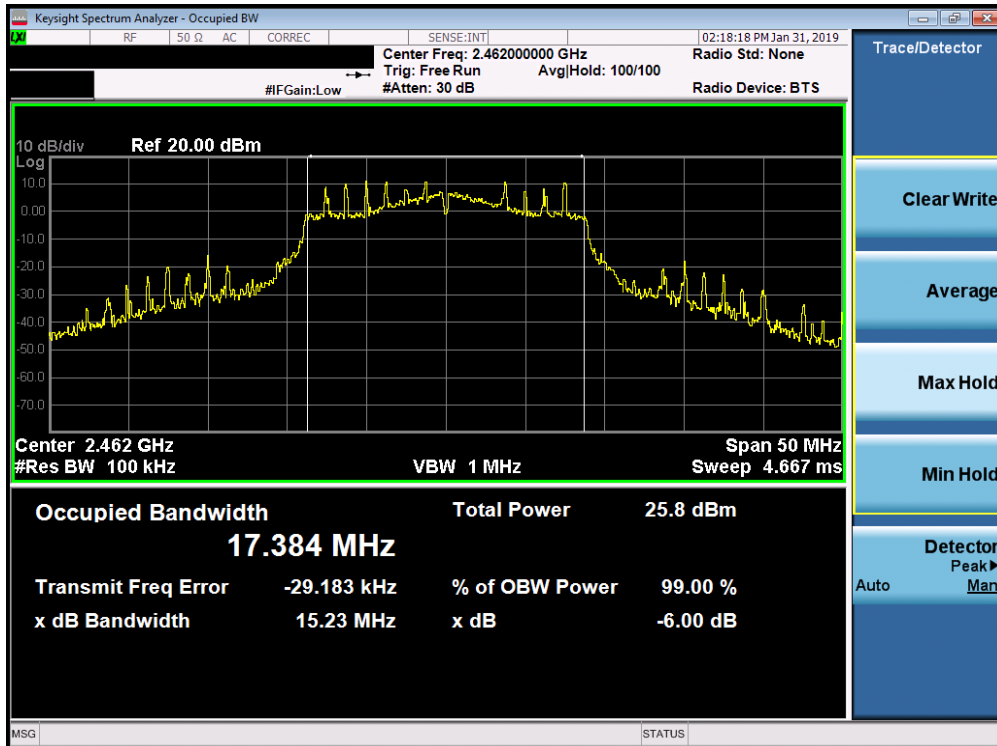 Keysight Spectrum Analyzer - Occupied BW
LXI RF 50 Ω AC CORREC SENSE:INT 02:18:18 PM Jan 31, 2019
Center Freq: 2.462000000 GHz Radio Std: None
Trig: Free Run Avg|Hold: 100/100
#IFGain:Low #Atten: 30 dB Radio Device: BTS
10 dB/div Ref 20.00 dBm
Log
10.0
0.00
-10.0
-20.0
-30.0
-40.0
-50.0
-60.0
-70.0
Center 2.462 GHz Span 50 MHz
#Res BW 100 kHz VBW 1 MHz Sweep 4.667 ms
Occupied Bandwidth Total Power 25.8 dBm
17.384 MHz
Transmit Freq Error -29.183 kHz % of OBW Power 99.00 %
x dB Bandwidth 15.23 MHz x dB -6.00 dB
Trace/Detector
Clear Write
Average
Max Hold
Min Hold
Detector
Peak▶
Auto Man
MSG STATUS